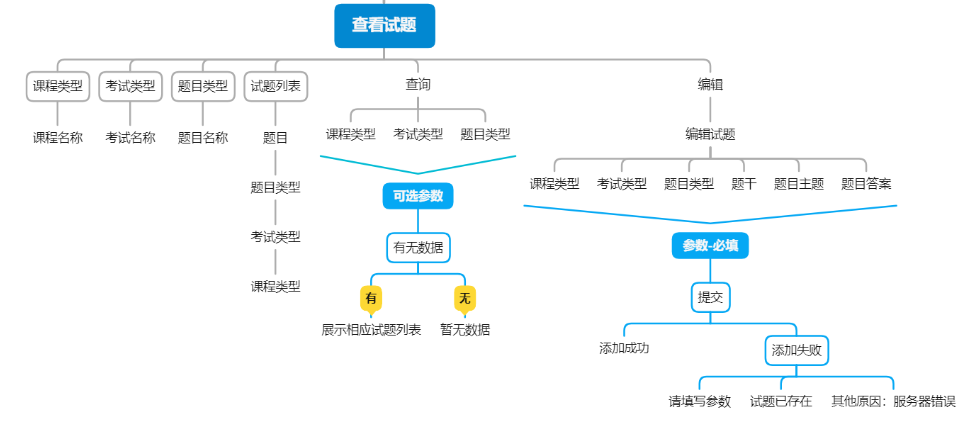 查看试题
课程类型 考试类型 题目类型 试题列表 查询 编辑
课程名称 考试名称 题目名称 题目 课程类型 考试类型 题目类型 编辑试题
题目类型 课程类型 考试类型 题目类型 题干 题目主题 题目答案
可选参数
考试类型 有无数据 参数-必填
课程类型 有 无 提交
展示相应试题列表 暂无数据
添加成功 添加失败
请填写参数 试题已存在 其他原因：服务器错误